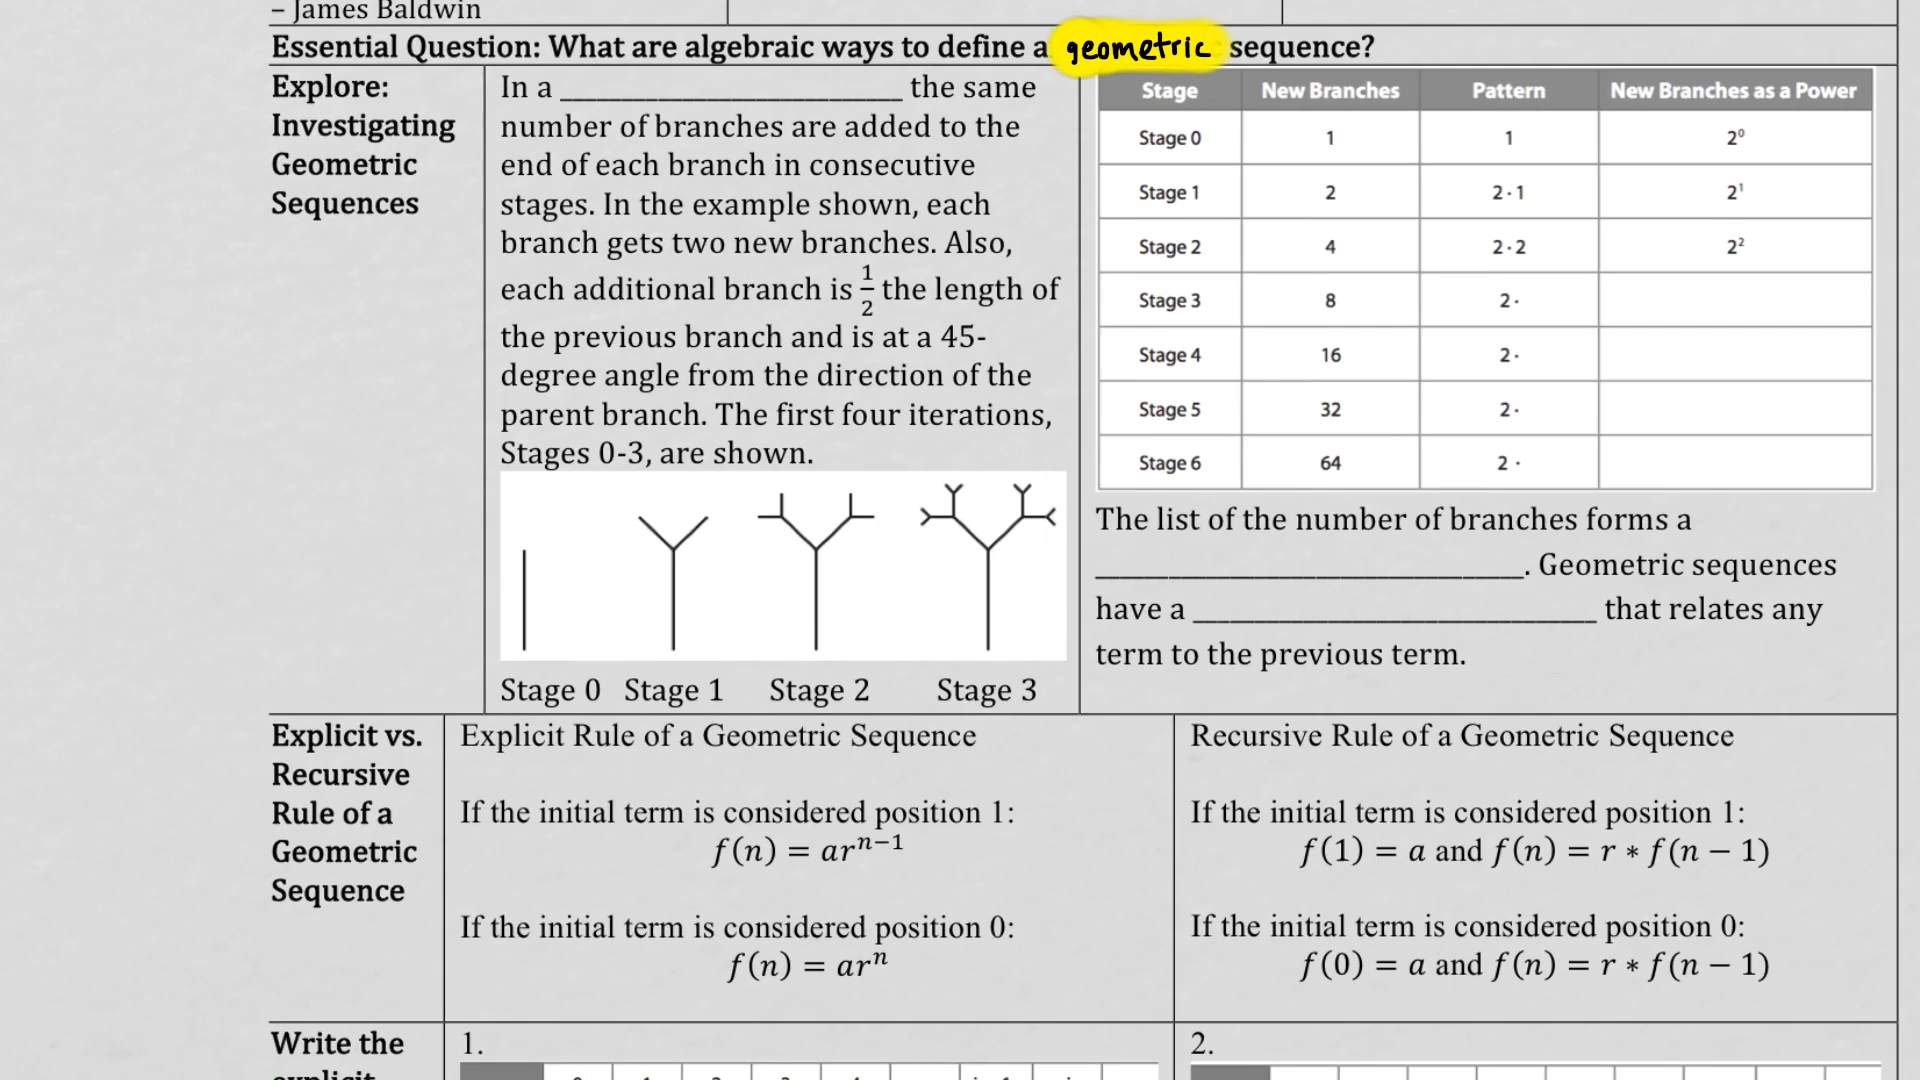 – James Baldwin
Essential Question: What are algebraic ways to define a geometric sequence?
Explore:
Investigating
Geometric
Sequences
In a ____________________________ the same
number of branches are added to the
end of each branch in consecutive
stages. In the example shown, each
branch gets two new branches. Also,
each additional branch is 1/2 the length of
the previous branch and is at a 45-
degree angle from the direction of the
parent branch. The first four iterations,
Stages 0-3, are shown.
Stage 0 Stage 1 Stage 2 Stage 3
Stage New Branches Pattern New Branches as a Power
Stage 0 1 1 2⁰
Stage 1 2 2 · 1 2¹
Stage 2 4 2 · 2 2²
Stage 3 8 2 ·
Stage 4 16 2 ·
Stage 5 32 2 ·
Stage 6 64 2 ·
The list of the number of branches forms a
___________________________________. Geometric sequences
have a _________________________________ that relates any
term to the previous term.
Explicit vs.
Recursive
Rule of a
Geometric
Sequence
Explicit Rule of a Geometric Sequence
If the initial term is considered position 1:
f(n) = arⁿ⁻¹
If the initial term is considered position 0:
f(n) = arⁿ
Recursive Rule of a Geometric Sequence
If the initial term is considered position 1:
f(1) = a and f(n) = r * f(n − 1)
If the initial term is considered position 0:
f(0) = a and f(n) = r * f(n − 1)
Write the
1.
2.